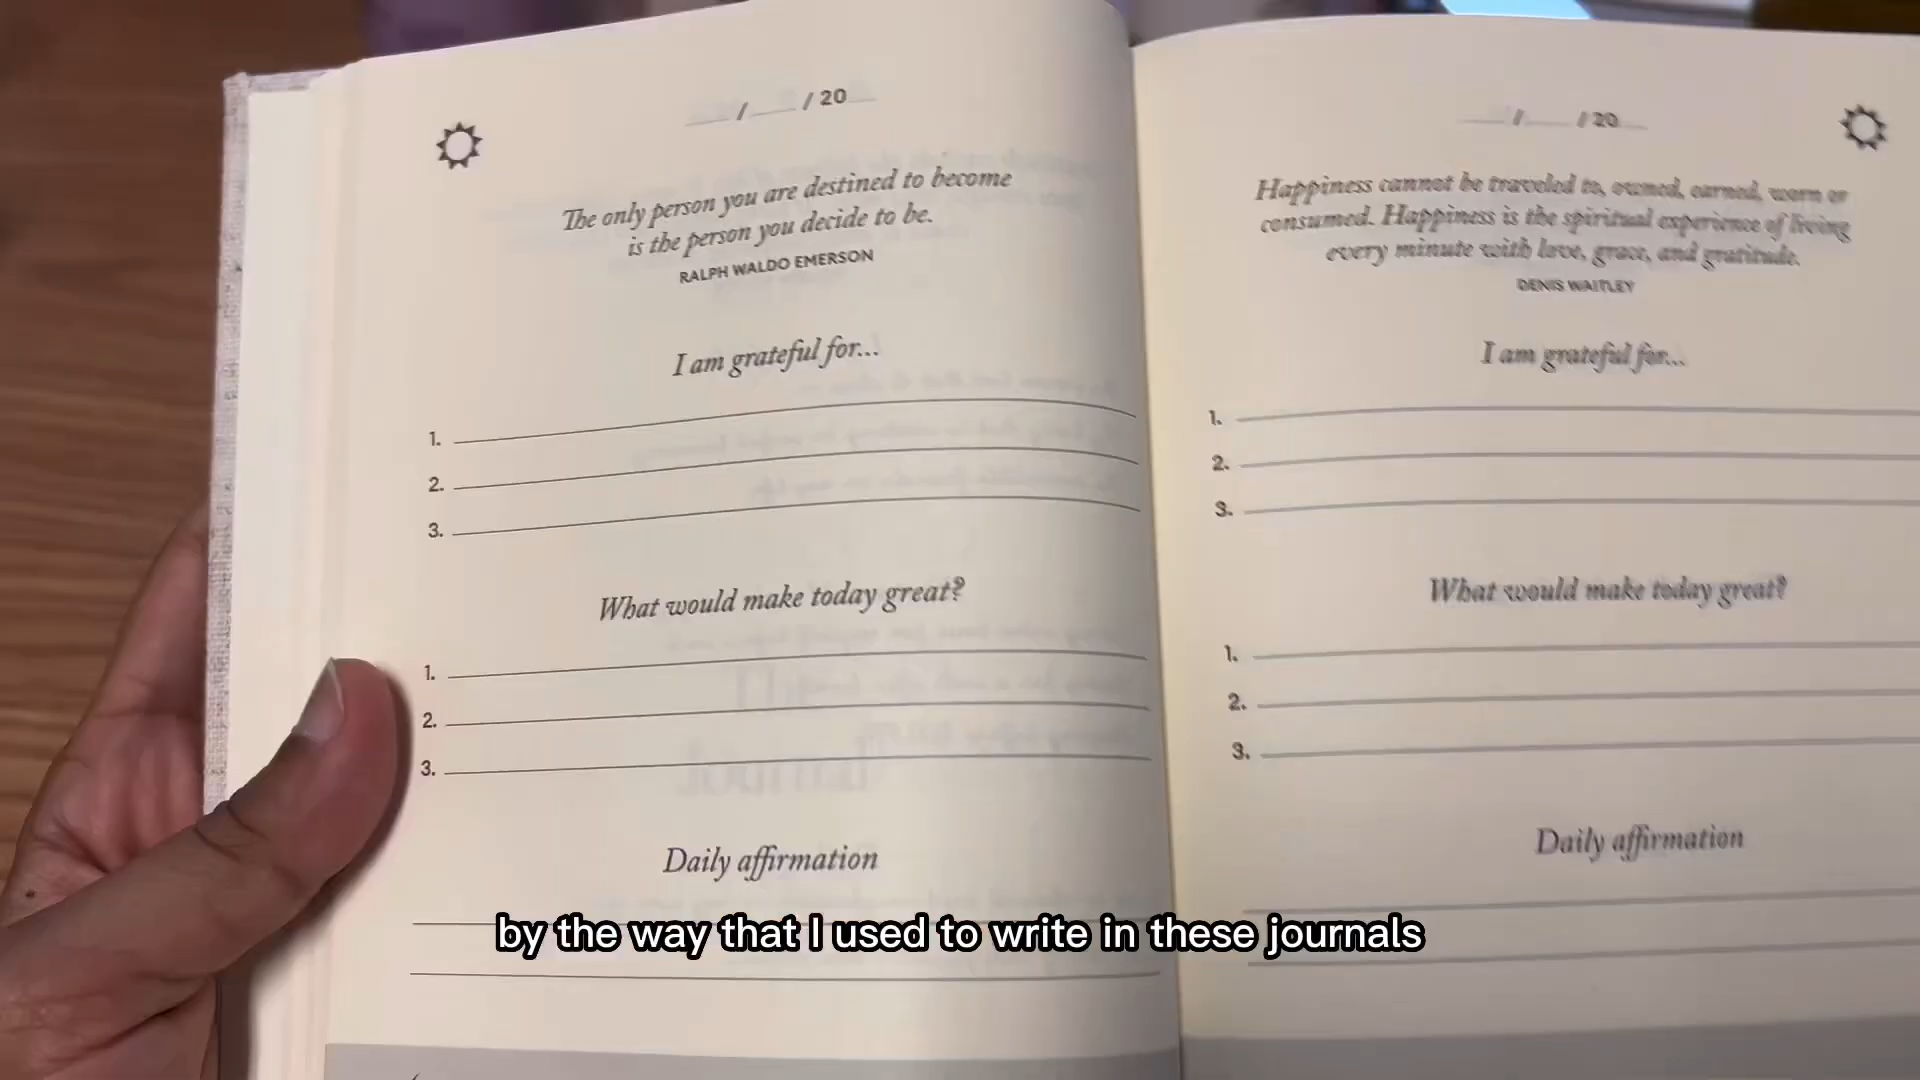 / / 20
The only person you are destined to become
is the person you decide to be.
RALPH WALDO EMERSON
I am grateful for...
1.
2.
3.
What would make today great?
1.
2.
3.
Daily affirmation
/ / 20
Happiness cannot be traveled to, owned, earned, worn or
consumed. Happiness is the spiritual experience of living
every minute with love, grace, and gratitude.
DENIS WAITLEY
I am grateful for...
1.
2.
3.
What would make today great?
1.
2.
3.
Daily affirmation
by the way that I used to write in these journals